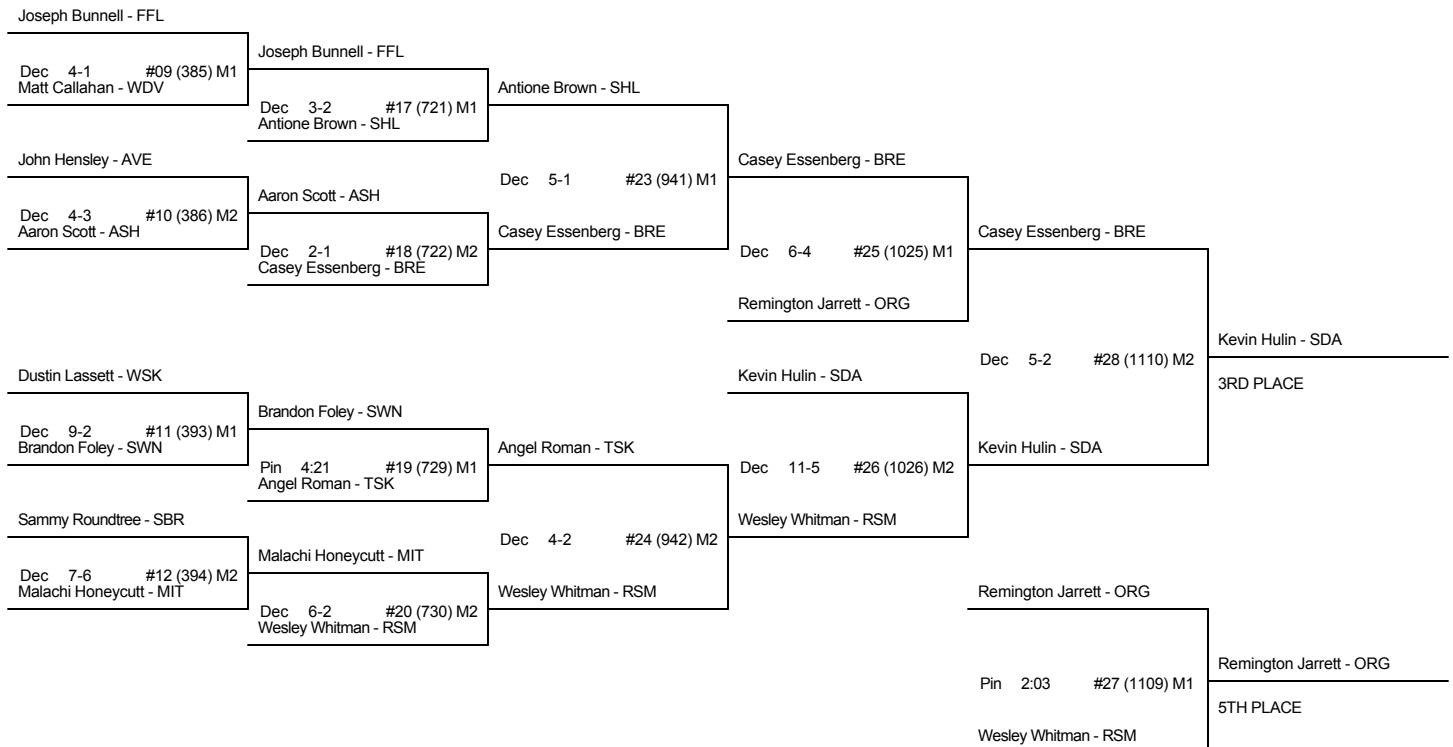 Joseph Bunnell - FFL
Dec 4-1 #09 (385) M1
Matt Callahan - WDV
John Hensley - AVE
Dec 4-3 #10 (386) M2
Aaron Scott - ASH
Dustin Lassett - WSK
Dec 9-2 #11 (393) M1
Brandon Foley - SWN
Sammy Roundtree - SBR
Dec 7-6 #12 (394) M2
Malachi Honeycutt - MIT
Joseph Bunnell - FFL
Dec 3-2 #17 (721) M1
Antione Brown - SHL
Aaron Scott - ASH
Dec 2-1 #18 (722) M2
Casey Essenberg - BRE
Brandon Foley - SWN
Pin 4:21 #19 (729) M1
Angel Roman - TSK
Malachi Honeycutt - MIT
Dec 6-2 #20 (730) M2
Wesley Whitman - RSM
Antione Brown - SHL
Dec 5-1 #23 (941) M1
Casey Essenberg - BRE
Angel Roman - TSK
Dec 4-2 #24 (942) M2
Wesley Whitman - RSM
Casey Essenberg - BRE
Dec 6-4 #25 (1025) M1
Remington Jarrett - ORG
Kevin Hulin - SDA
Dec 11-5 #26 (1026) M2
Wesley Whitman - RSM
Casey Essenberg - BRE
Dec 5-2 #28 (1110) M2
Kevin Hulin - SDA
Remington Jarrett - ORG
Pin 2:03 #27 (1109) M1
Wesley Whitman - RSM
Kevin Hulin - SDA
3RD PLACE
Remington Jarrett - ORG
5TH PLACE